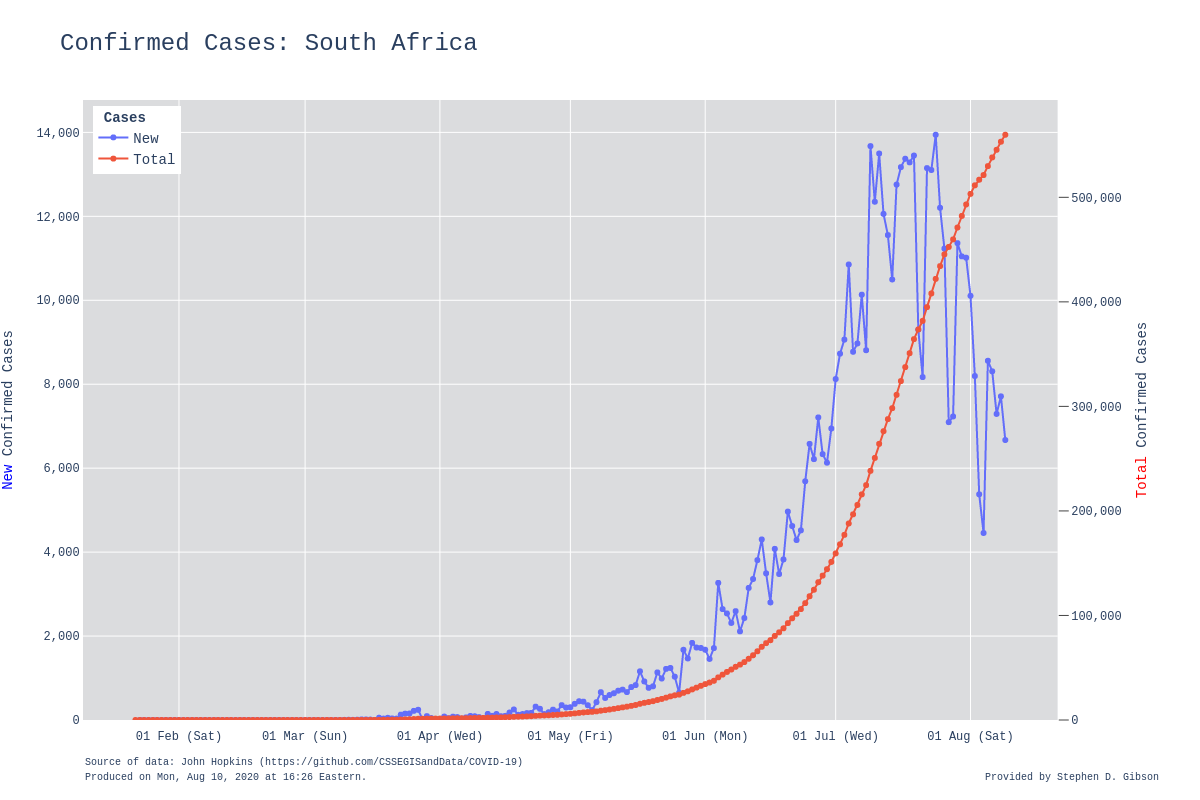 Confirmed Cases: South Africa
Cases
New
Total
14,000
12,000
10,000
8,000
6,000
4,000
2,000
0
New Confirmed Cases
500,000
400,000
300,000
200,000
100,000
0
Total Confirmed Cases
01 Feb (Sat)
01 Mar (Sun)
01 Apr (Wed)
01 May (Fri)
01 Jun (Mon)
01 Jul (Wed)
01 Aug (Sat)
Source of data: John Hopkins (https://github.com/CSSEGISandData/COVID-19)
Produced on Mon, Aug 10, 2020 at 16:26 Eastern.
Provided by Stephen D. Gibson